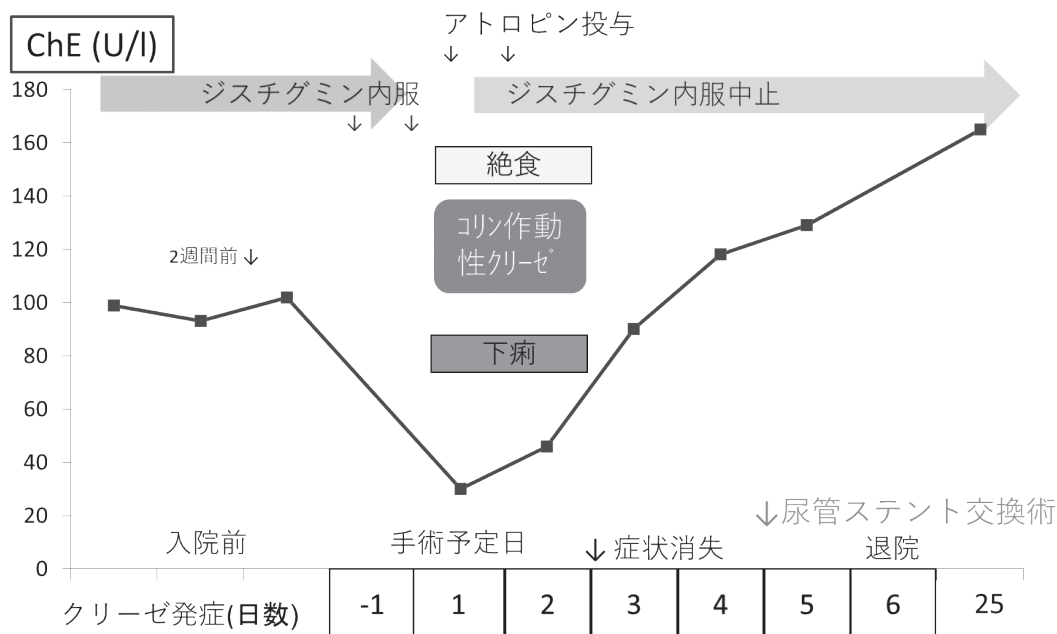 アトロピン投与
↓ ↓
ChE (U/l)
ジスチグミン内服
↓ ↓
ジスチグミン内服中止
180
160
140
120
100
80
60
40
20
0
絶食
コリン作動
性クリーゼ
2週間前↓
下痢
↓尿管ステント交換術
入院前
手術予定日
↓症状消失
退院
クリーゼ発症(日数)
-1 1 2 3 4 5 6 25